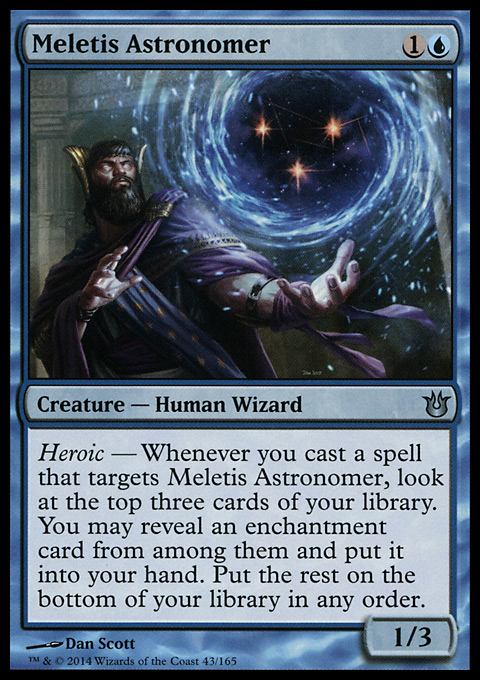 Meletis Astronomer 1
Creature — Human Wizard
Heroic — Whenever you cast a spell
that targets Meletis Astronomer, look
at the top three cards of your library.
You may reveal an enchantment
card from among them and put it
into your hand. Put the rest on the
bottom of your library in any order.
1/3
Dan Scott
™ & © 2014 Wizards of the Coast 43/165